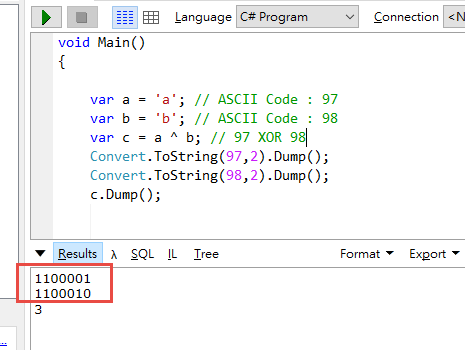 Language C# Program Connection <N
void Main()
{
var a = 'a'; // ASCII Code : 97
var b = 'b'; // ASCII Code : 98
var c = a ^ b; // 97 XOR 98
Convert.ToString(97,2).Dump();
Convert.ToString(98,2).Dump();
c.Dump();
Results λ SQL IL Tree Format Export
1100001
1100010
3